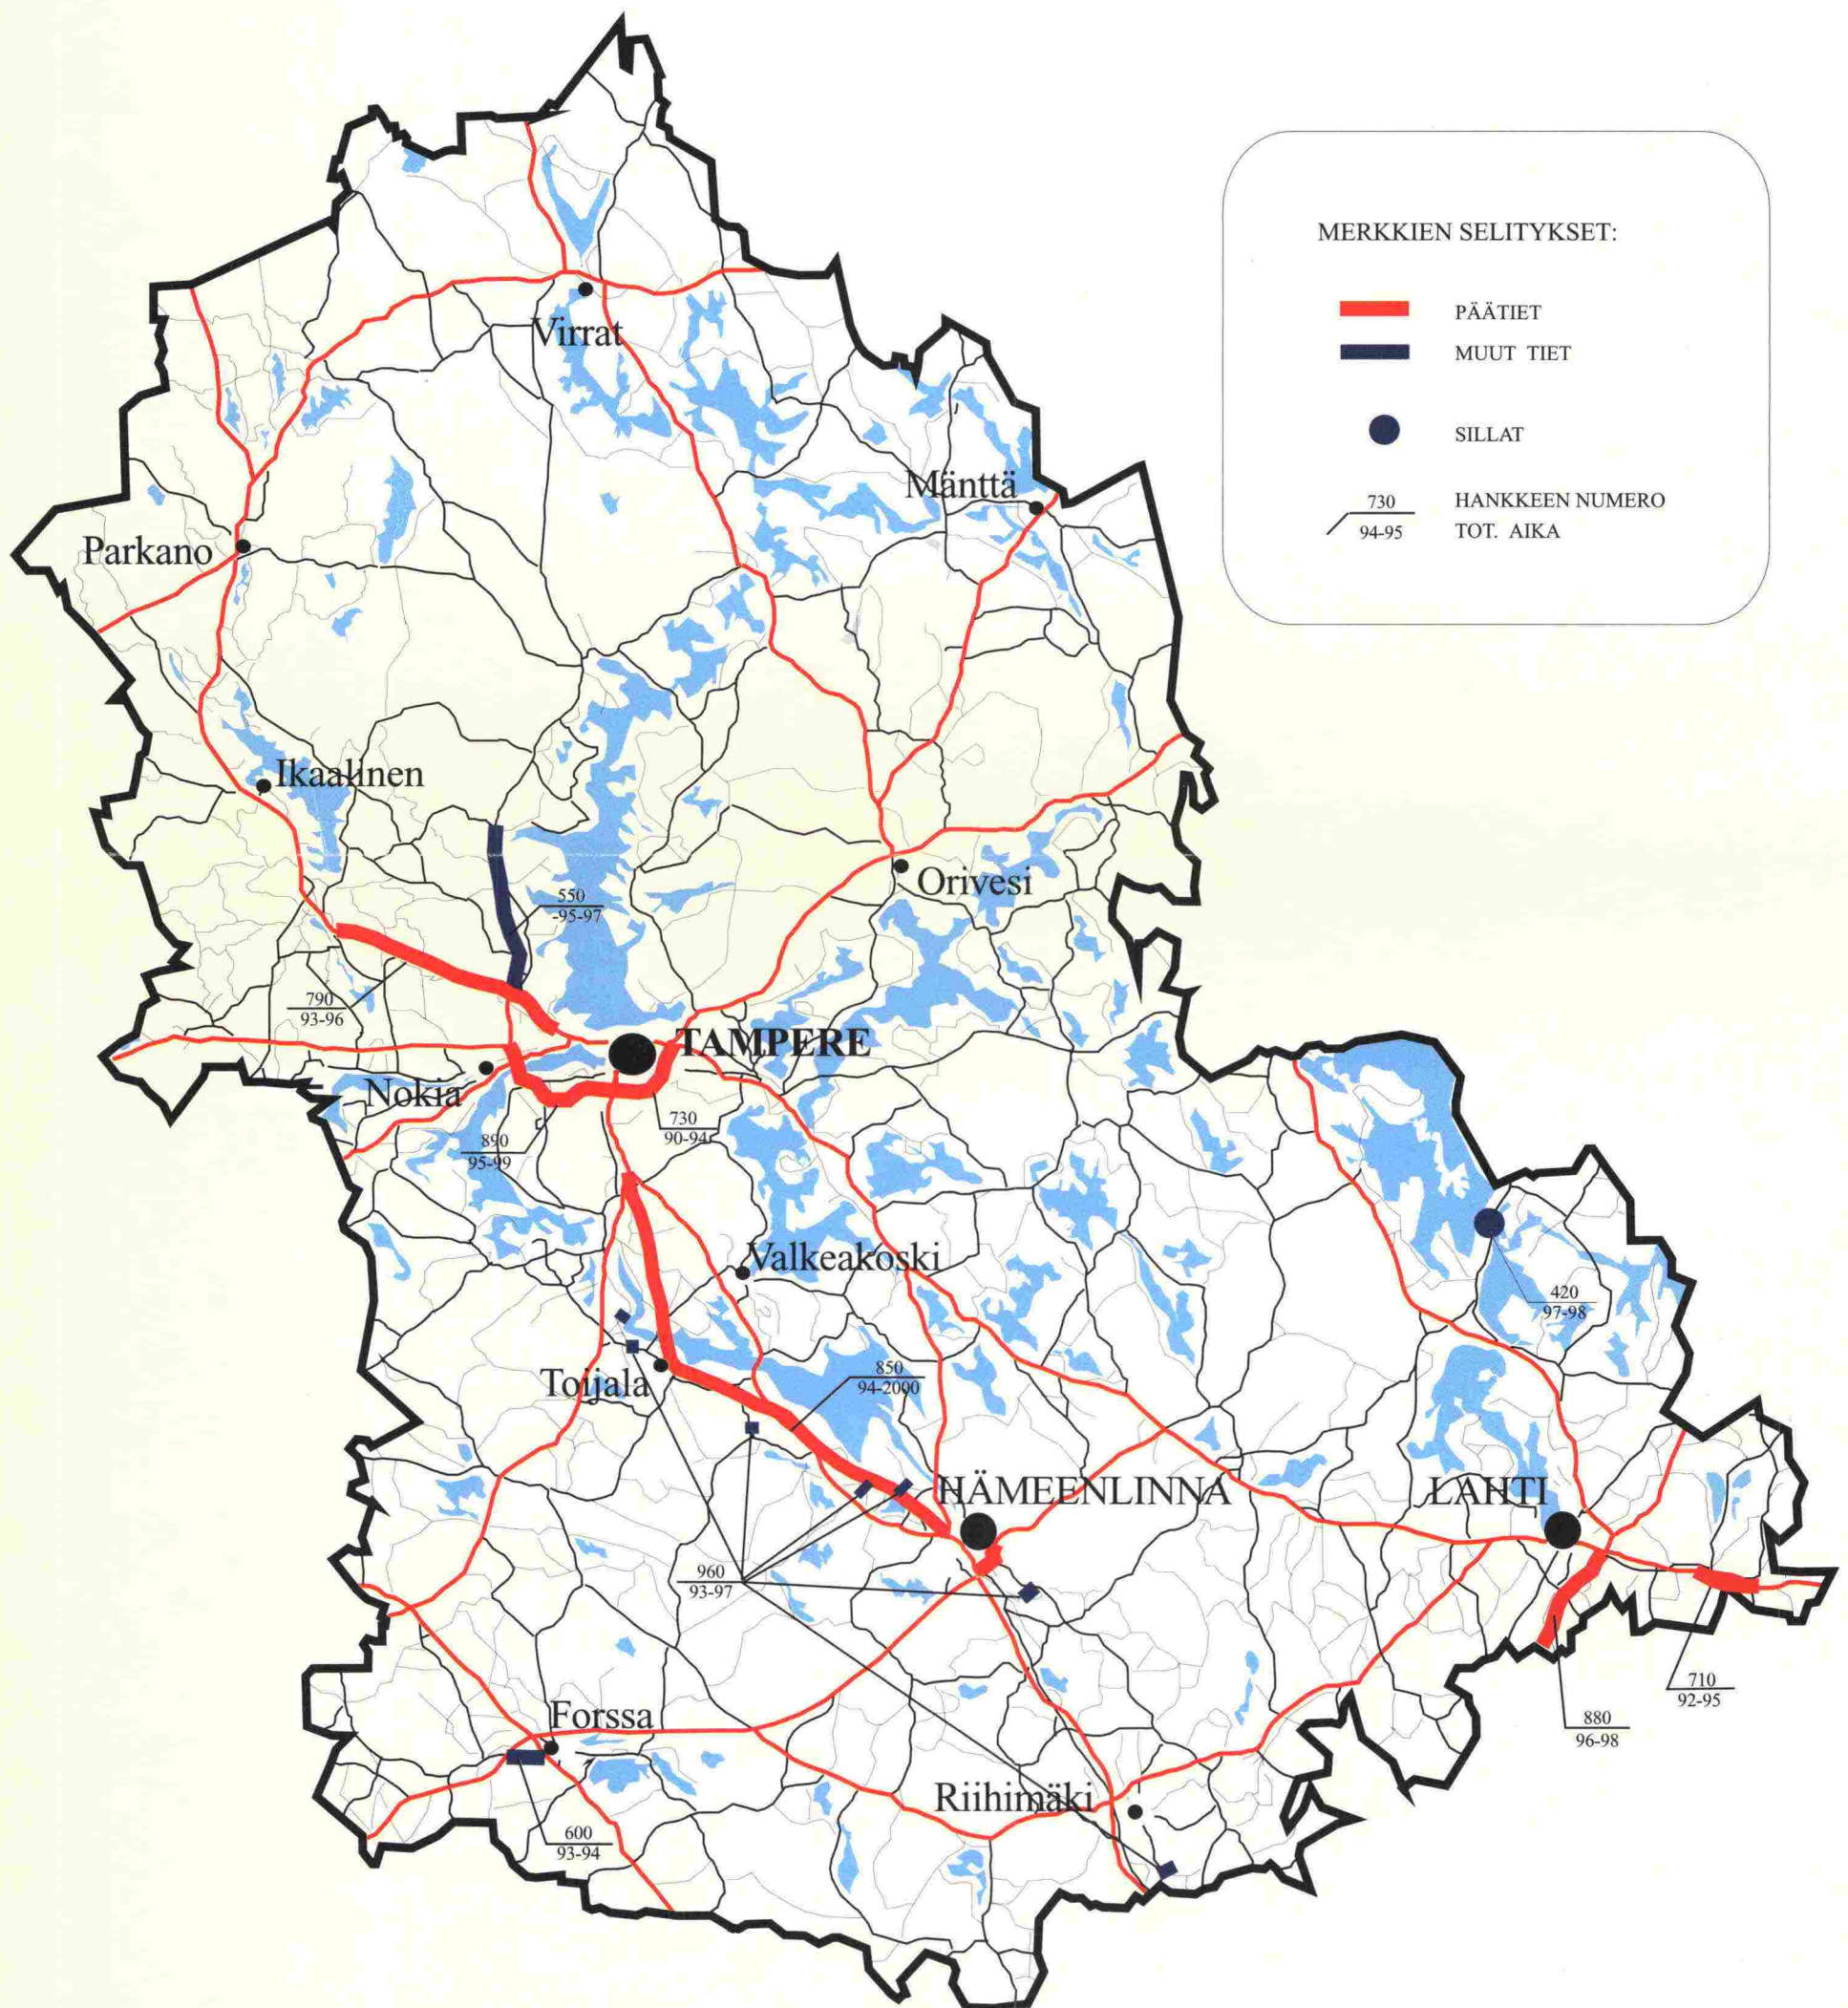 MERKKIEN SELITYKSET:
PÄÄTIET
MUUT TIET
SILLAT
730
94-95
HANKKEEN NUMERO
TOT. AIKA
Virrat
Mänttä
Parkano
Ikaalinen
Orivesi
550
-95-97
790
93-96
TAMPERE
Nokia
730
90-94
890
95-99
Valkeakoski
420
97-98
Toijala
850
94-2000
HÄMEENLINNA
LAHTI
960
93-97
710
92-95
880
96-98
Forssa
Riihimäki
600
93-94